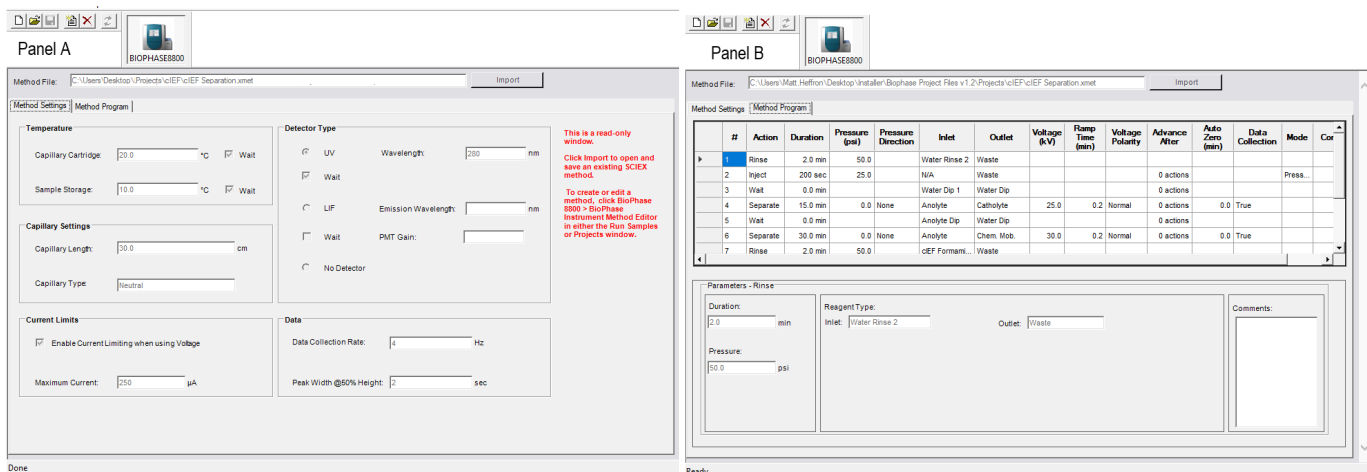 Panel A
BIOPHASE8800
Method File: C:\Users\Desktop\Projects\cIEF\cIEF Separation.xmet Import
Method Settings Method Program
Temperature
Capillary Cartridge: 20.0 °C Wait
Sample Storage: 10.0 °C Wait
Capillary Settings
Capillary Length: 30.0 cm
Capillary Type: Neutral
Current Limits
Enable Current Limiting when using Voltage
Maximum Current: 250 µA
Detector Type
UV Wavelength: 280 nm
Wait
LIF Emission Wavelength: nm
Wait PMT Gain:
No Detector
Data
Data Collection Rate: 4 Hz
Peak Width @50% Height: 2 sec
This is a read-only
window.
Click Import to open and
save an existing SCIEX
method.
To create or edit a
method, click BioPhase
8800 > BioPhase
Instrument Method Editor
in either the Run Samples
or Projects window.
Done
Panel B
BIOPHASE8800
Method File: C:\Users\Matt.Heffron\Desktop\Installer\Biophase Project Files v1.2\Projects\cIEF\cIEF Separation.xmet Import
Method Settings Method Program
# Action Duration Pressure (psi) Pressure Direction Inlet Outlet Voltage (kV) Ramp Time (min) Voltage Polarity Advance After Auto Zero (min) Data Collection Mode Cor
1 Rinse 2.0 min 50.0 Water Rinse 2 Waste
2 Inject 200 sec 25.0 N/A Waste 0 actions Press...
3 Wait 0.0 min Water Dip 1 Water Dip 0 actions
4 Separate 15.0 min 0.0 None Anolyte Catholyte 25.0 0.2 Normal 0 actions 0.0 True
5 Wait 0.0 min Anolyte Dip Water Dip 0 actions
6 Separate 30.0 min 0.0 None Anolyte Chem. Mob. 30.0 0.2 Normal 0 actions 0.0 True
7 Rinse 2.0 min 50.0 cIEF Formami... Waste
Parameters - Rinse
Duration:
2.0 min
Pressure:
50.0 psi
Reagent Type:
Inlet: Water Rinse 2 Outlet: Waste
Comments:
Ready